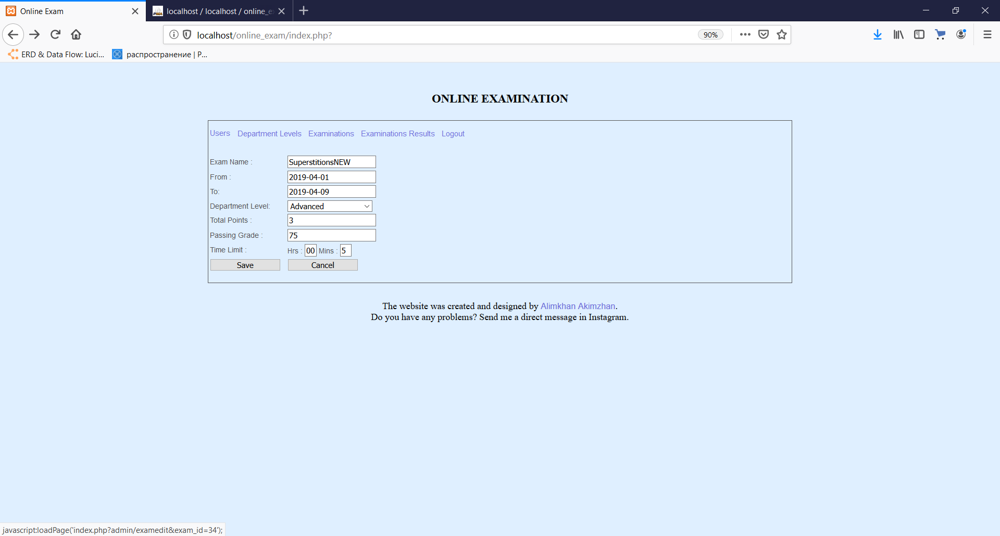 Online Exam
localhost / localhost / online_e
localhost/online_exam/index.php?
90%
ERD & Data Flow: Luci...
распространение | Р...
ONLINE EXAMINATION
Users Department Levels Examinations Examinations Results Logout
Exam Name : SuperstitionsNEW
From : 2019-04-01
To: 2019-04-09
Department Level: Advanced
Total Points : 3
Passing Grade : 75
Time Limit : Hrs : 00 Mins : 5
Save Cancel
The website was created and designed by Alimkhan Akimzhan.
Do you have any problems? Send me a direct message in Instagram.
javascript:loadPage('index.php?admin/examedit&exam_id=34');